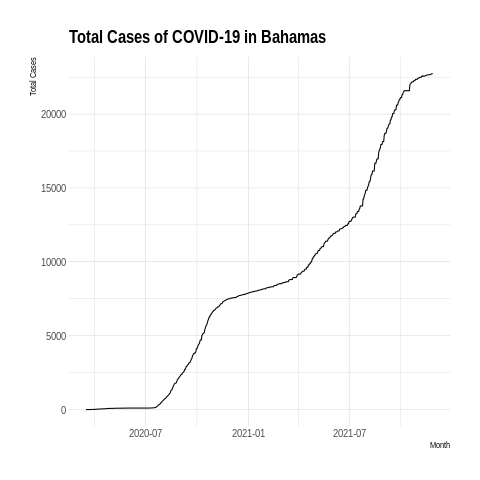 Total Cases of COVID-19 in Bahamas
Total Cases
20000
15000
10000
5000
0
2020-07 2021-01 2021-07
Month